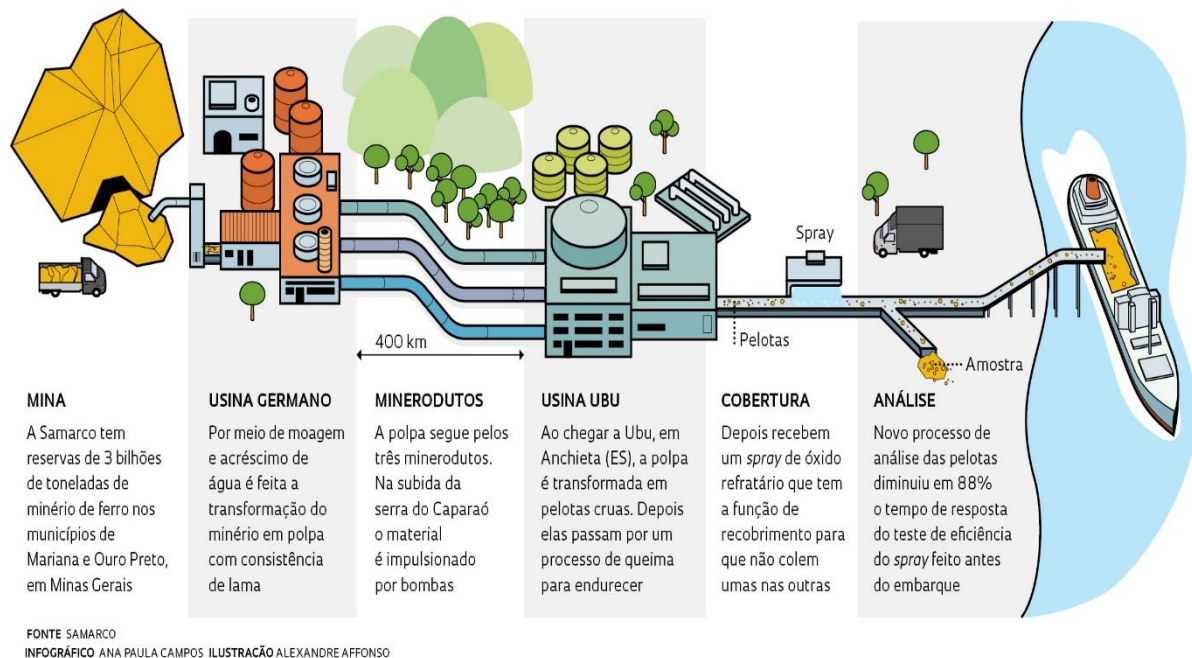 Spray
400 km
Pelotas
Amostra
MINA
A Samarco tem
reservas de 3 bilhões
de toneladas de
minério de ferro nos
municípios de
Mariana e Ouro Preto,
em Minas Gerais
USINA GERMANO
Por meio de moagem
e acréscimo de
água é feita a
transformação do
minério em polpa
com consistência
de lama
MINERODUTOS
A polpa segue pelos
três minerodutos.
Na subida da
serra do Caparaó
o material
é impulsionado
por bombas
USINA UBU
Ao chegar a Ubu, em
Anchieta (ES), a polpa
é transformada em
pelotas cruas. Depois
elas passam por um
processo de queima
para endurecer
COBERTURA
Depois recebem
um spray de óxido
refratário que tem
a função de
recobrimento para
que não colem
umas nas outras
ANÁLISE
Novo processo de
análise das pelotas
diminuiu em 88%
o tempo de resposta
do teste de eficiência
do spray feito antes
do embarque
FONTE SAMARCO
INFOGRÁFICO ANA PAULA CAMPOS ILUSTRAÇÃO ALEXANDRE AFFONSO